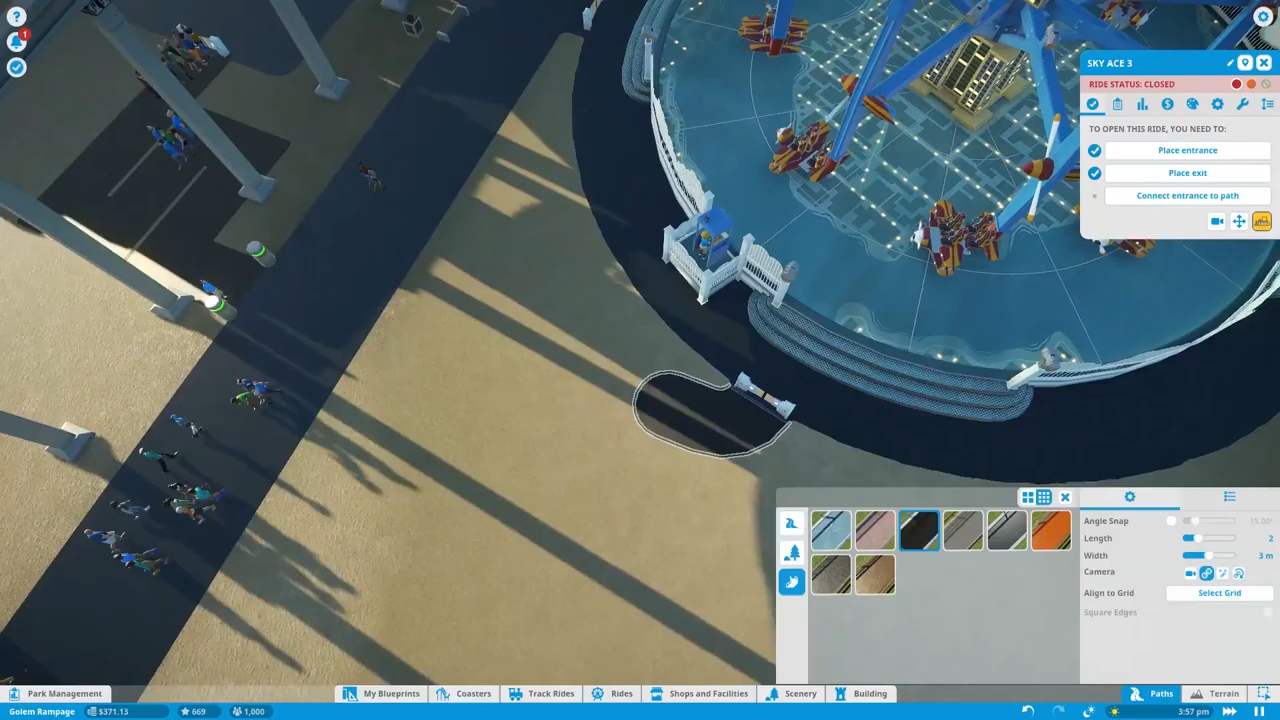 ?
1
SKY ACE 3
RIDE STATUS: CLOSED
TO OPEN THIS RIDE, YOU NEED TO:
Place entrance
Place exit
Connect entrance to path
Angle Snap 15.00°
Length 2
Width 3 m
Camera
Align to Grid Select Grid
Square Edges
Park Management My Blueprints Coasters Track Rides Rides Shops and Facilities Scenery Building Paths Terrain
Golem Rampage $371.13 669 1,000 3:57 pm